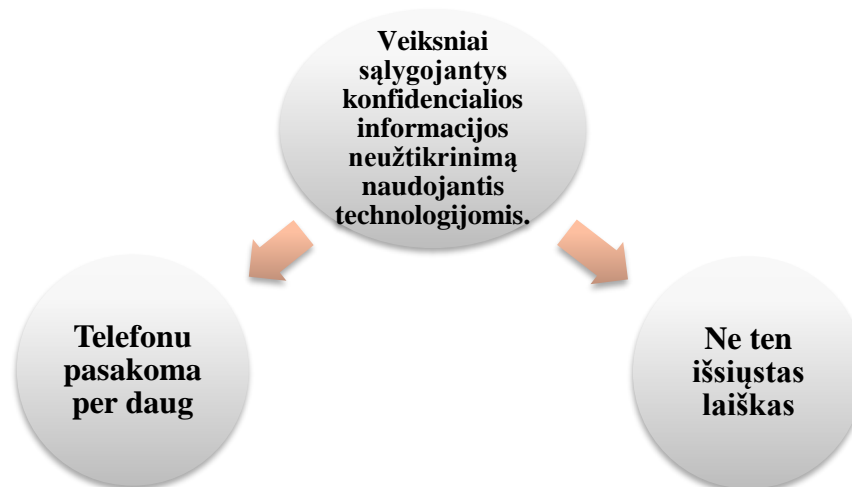 Veiksniai
sąlygojantys
konfidencialios
informacijos
neužtikrinimą
naudojantis
technologijomis.
Telefonu
pasakoma
per daug
Ne ten
išsiųstas
laiškas